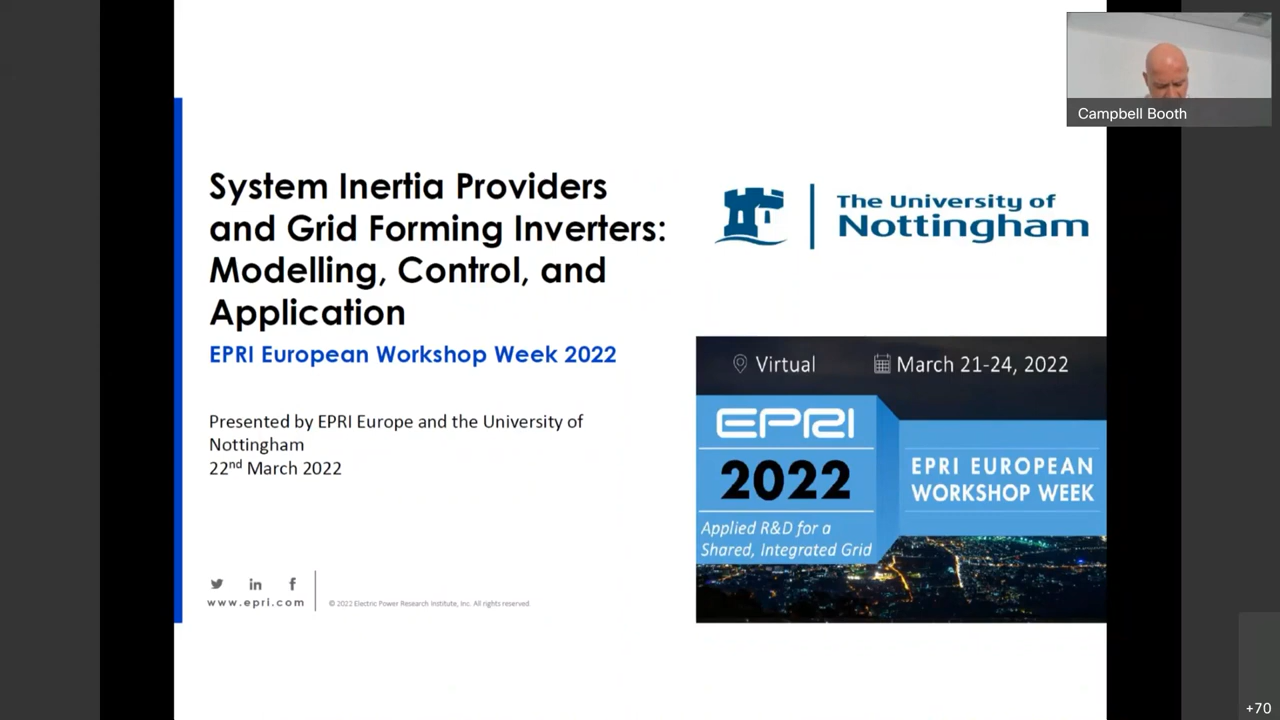 System Inertia Providers
and Grid Forming Inverters:
Modelling, Control, and
Application
EPRI European Workshop Week 2022
Presented by EPRI Europe and the University of
Nottingham
22nd March 2022
www.epri.com
© 2022 Electric Power Research Institute, Inc. All rights reserved.
The University of
Nottingham
Virtual
March 21-24, 2022
EPRI
2022
Applied R&D for a
Shared, Integrated Grid
EPRI EUROPEAN
WORKSHOP WEEK
Campbell Booth
+70